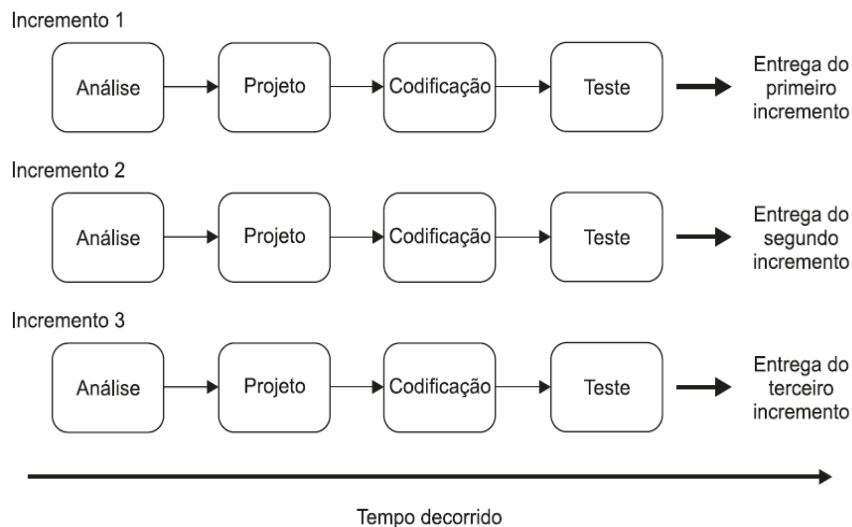 Incremento 1
Análise
Projeto
Codificação
Teste
Entrega do
primeiro
incremento
Incremento 2
Análise
Projeto
Codificação
Teste
Entrega do
segundo
incremento
Incremento 3
Análise
Projeto
Codificação
Teste
Entrega do
terceiro
incremento
Tempo decorrido